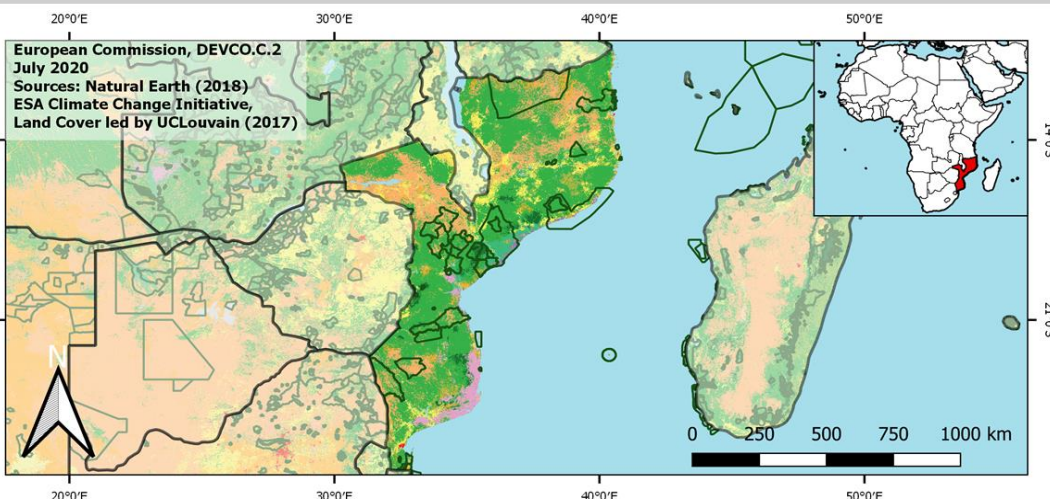 20°0'E 30°0'E 40°0'E 50°0'E
European Commission, DEVCO.C.2
July 2020
Sources: Natural Earth (2018)
ESA Climate Change Initiative,
Land Cover led by UCLouvain (2017)
N
0 250 500 750 1000 km
20°0'E 30°0'E 40°0'E 50°0'E